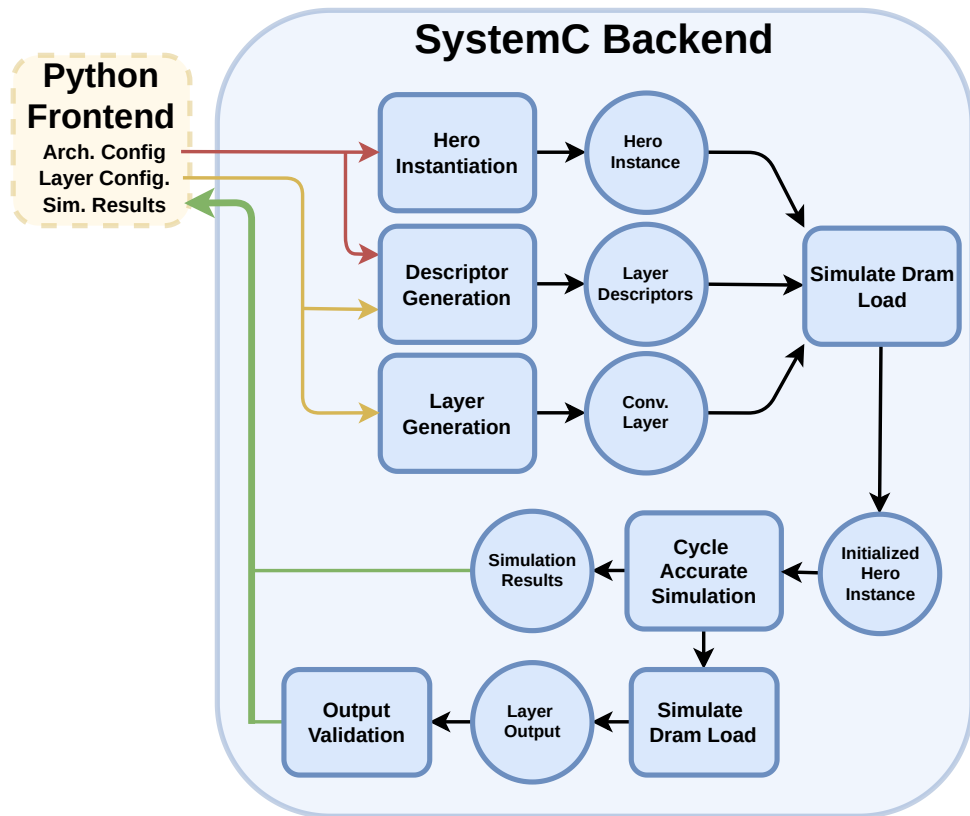 SystemC Backend
Python
Frontend
Arch. Config
Layer Config.
Sim. Results
Hero
Instantiation
Hero
Instance
Descriptor
Generation
Layer
Descriptors
Simulate Dram
Load
Layer
Generation
Conv.
Layer
Simulation
Results
Cycle
Accurate
Simulation
Initialized
Hero
Instance
Output
Validation
Layer
Output
Simulate
Dram Load